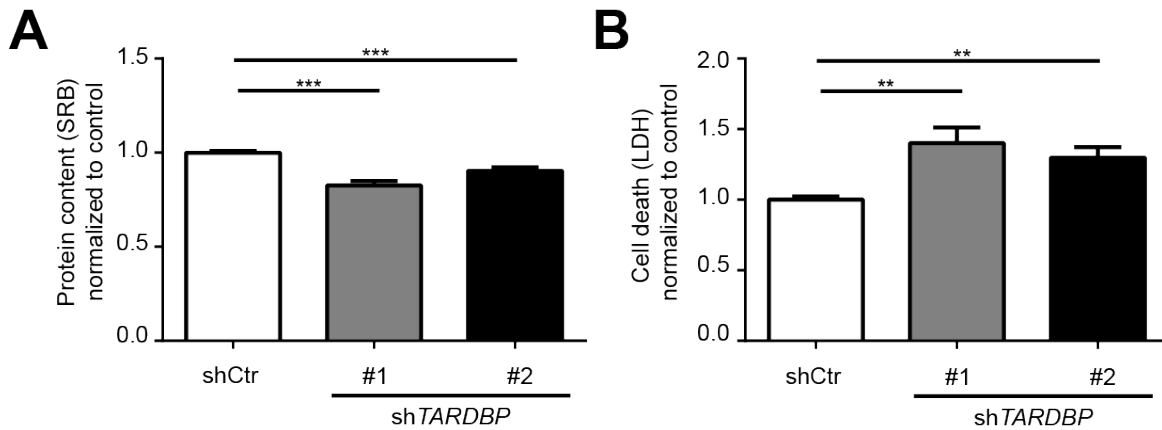 A
Protein content (SRB)
normalized to control
1.5
1.0
0.5
0.0
***
***
shCtr
#1
#2
shTARDBP
B
Cell death (LDH)
normalized to control
2.0
1.5
1.0
0.5
0.0
**
**
shCtr
#1
#2
shTARDBP